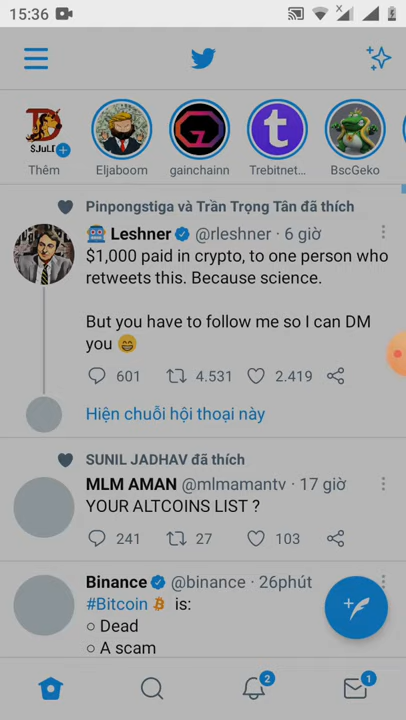 15:36
$.JuLD
Thêm
Eljaboom
gainchainn
Trebitnet...
BscGeko
Pinpongstiga và Trần Trọng Tân đã thích
Leshner @rleshner · 6 giờ
$1,000 paid in crypto, to one person who
retweets this. Because science.
But you have to follow me so I can DM
you 😁
601 4.531 2.419
Hiện chuỗi hội thoại này
SUNIL JADHAV đã thích
MLM AMAN @mlmamantv · 17 giờ
YOUR ALTCOINS LIST ?
241 27 103
Binance @binance · 26phút
#Bitcoin is:
○ Dead
○ A scam
2 1